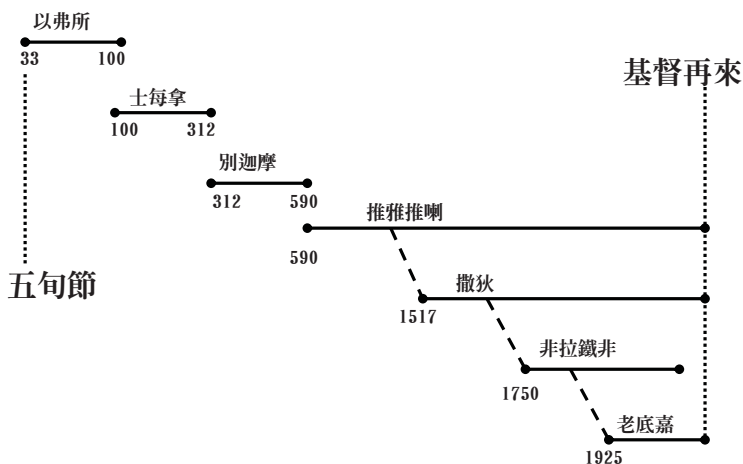 以弗所
33 100
基督再來
士每拿
100 312
別迦摩
312 590
推雅推喇
590
五旬節
撒狄
1517
非拉鐵非
1750
老底嘉
1925